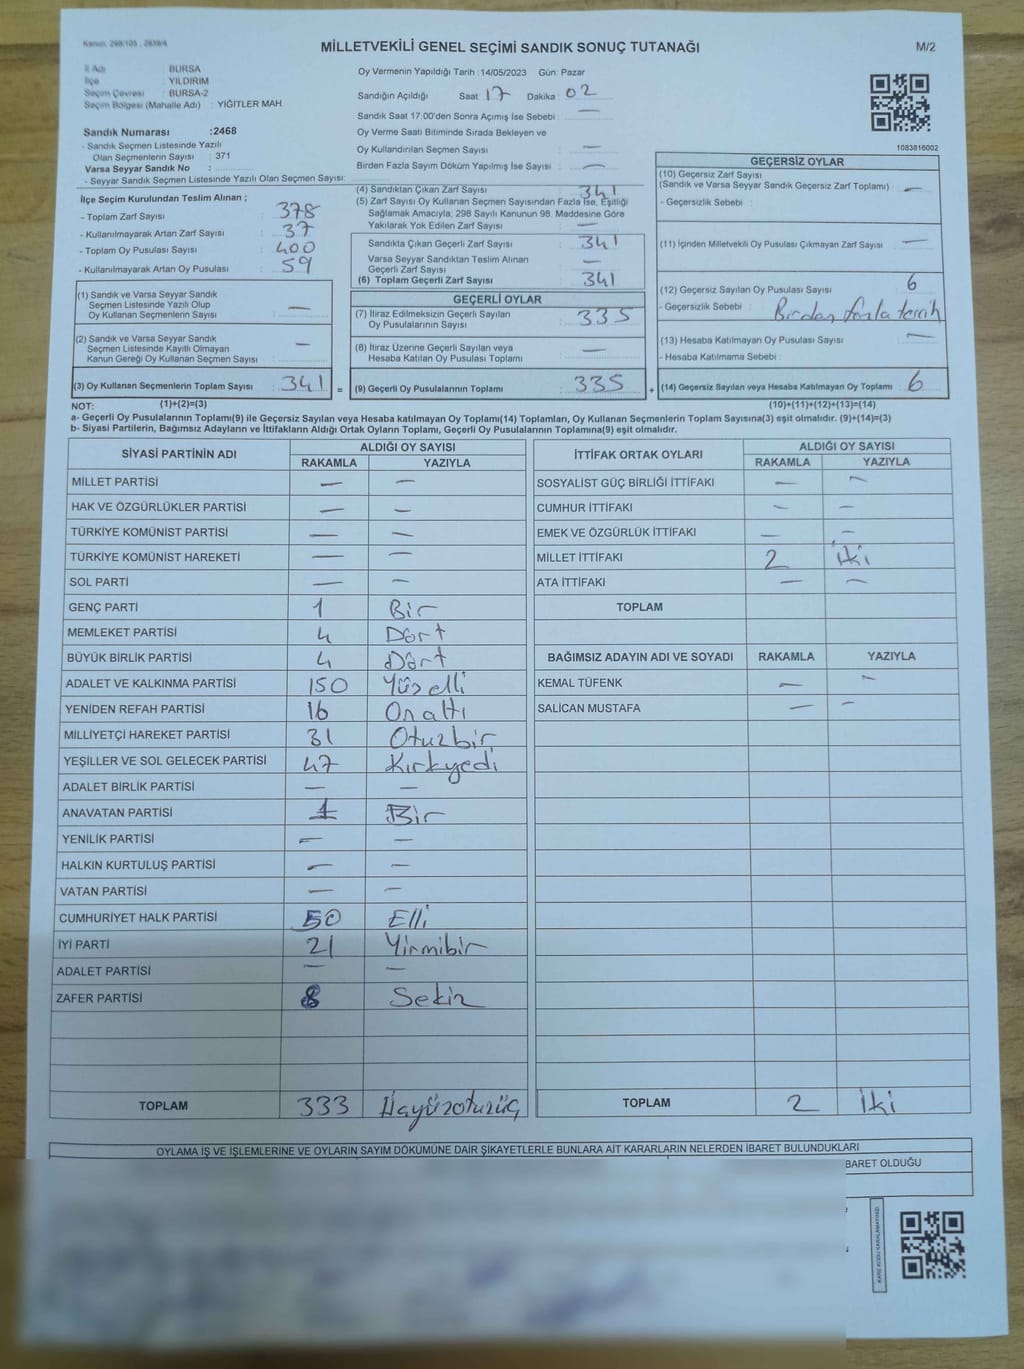 Kanun. 298/105 , 2839/4
MİLLETVEKİLİ GENEL SEÇİMİ SANDIK SONUÇ TUTANAĞI
M/2
İl Adı BURSA
İlçe : YILDIRIM
Seçim Çevresi : BURSA-2
Seçim Bölgesi (Mahalle Adı) : YİĞİTLER MAH.
Sandık Numarası :2468
- Sandık Seçmen Listesinde Yazılı
Olan Seçmenlerin Sayısı : 371
Varsa Seyyar Sandık No :
- Seyyar Sandık Seçmen Listesinde Yazılı Olan Seçmen Sayısı:
Oy Vermenin Yapıldığı Tarih :14/05/2023 Gün: Pazar
Sandığın Açıldığı Saat : 17 Dakika : 02
Sandık Saat 17.00'den Sonra Açımış İse Sebebi : —
Oy Verme Saati Bitiminde Sırada Bekleyen ve
Oy Kullandırılan Seçmen Sayısı : —
Birden Fazla Sayım Döküm Yapılmış İse Sayısı : —
1083816002
İlçe Seçim Kurulundan Teslim Alınan ;
- Toplam Zarf Sayısı : 378
- Kullanılmayarak Artan Zarf Sayısı : 37
- Toplam Oy Pusulası Sayısı : 400
- Kullanılmayarak Artan Oy Pusulası : 59
(1) Sandık ve Varsa Seyyar Sandık
Seçmen Listesinde Yazılı Olup
Oy Kullanan Seçmenlerin Sayısı : —
(2) Sandık ve Varsa Seyyar Sandık
Seçmen Listesinde Kayıtlı Olmayan
Kanun Gereği Oy Kullanan Seçmen Sayısı : —
(3) Oy Kullanan Seçmenlerin Toplam Sayısı : 341
(1)+(2)=(3)
(4) Sandıktan Çıkan Zarf Sayısı : 341
(5) Zarf Sayısı Oy Kullanan Seçmen Sayısından Fazla İse, Eşitliği
Sağlamak Amacıyla, 298 Sayılı Kanunun 98. Maddesine Göre
Yakılarak Yok Edilen Zarf Sayısı : —
Sandıkta Çıkan Geçerli Zarf Sayısı : 341
Varsa Seyyar Sandıktan Teslim Alınan
Geçerli Zarf Sayısı : —
(6) Toplam Geçerli Zarf Sayısı : 341
GEÇERLİ OYLAR
(7) İtiraz Edilmeksizin Geçerli Sayılan
Oy Pusulalarının Sayısı : 335
(8) İtiraz Üzerine Geçerli Sayılan veya
Hesaba Katılan Oy Pusulası Toplamı : —
= (9) Geçerli Oy Pusulalarının Toplamı : 335
GEÇERSİZ OYLAR
(10) Geçersiz Zarf Sayısı
(Sandık ve Varsa Seyyar Sandık Geçersiz Zarf Toplamı) : —
- Geçersizlik Sebebi :
(11) İçinden Milletvekili Oy Pusulası Çıkmayan Zarf Sayısı : —
(12) Geçersiz Sayılan Oy Pusulası Sayısı : 6
- Geçersizlik Sebebi : Birden fazla tercih
(13) Hesaba Katılmayan Oy Pusulası Sayısı : —
- Hesaba Katılmama Sebebi :
+ (14) Geçersiz Sayılan veya Hesaba Katılmayan Oy Toplamı : 6
(10)+(11)+(12)+(13)=(14)
NOT:
a- Geçerli Oy Pusulalarının Toplamı(9) ile Geçersiz Sayılan veya Hesaba katılmayan Oy Toplamı(14) Toplamları, Oy Kullanan Seçmenlerin Toplam Sayısına(3) eşit olmalıdır. (9)+(14)=(3)
b- Siyasi Partilerin, Bağımsız Adayların ve İttifakların Aldığı Ortak Oyların Toplamı, Geçerli Oy Pusulalarının Toplamına(9) eşit olmalıdır.
SİYASİ PARTİNİN ADI ALDIĞI OY SAYISI
RAKAMLA YAZIYLA
MİLLET PARTİSİ — —
HAK VE ÖZGÜRLÜKLER PARTİSİ — —
TÜRKİYE KOMÜNİST PARTİSİ — —
TÜRKİYE KOMÜNİST HAREKETİ — —
SOL PARTİ — —
GENÇ PARTİ 1 Bir
MEMLEKET PARTİSİ 4 Dört
BÜYÜK BİRLİK PARTİSİ 4 Dört
ADALET VE KALKINMA PARTİSİ 150 Yüzelli
YENİDEN REFAH PARTİSİ 16 Onaltı
MİLLİYETÇİ HAREKET PARTİSİ 31 Otuzbir
YEŞİLLER VE SOL GELECEK PARTİSİ 47 Kırkyedi
ADALET BİRLİK PARTİSİ — —
ANAVATAN PARTİSİ 1 Bir
YENİLİK PARTİSİ — —
HALKIN KURTULUŞ PARTİSİ — —
VATAN PARTİSİ — —
CUMHURİYET HALK PARTİSİ 50 Elli
İYİ PARTİ 21 Yirmibir
ADALET PARTİSİ — —
ZAFER PARTİSİ 8 Sekiz
TOPLAM 333 Üçyüzotuzüç
İTTİFAK ORTAK OYLARI ALDIĞI OY SAYISI
RAKAMLA YAZIYLA
SOSYALİST GÜÇ BİRLİĞİ İTTİFAKI — —
CUMHUR İTTİFAKI — —
EMEK VE ÖZGÜRLÜK İTTİFAKI — —
MİLLET İTTİFAKI 2 İki
ATA İTTİFAKI — —
TOPLAM
BAĞIMSIZ ADAYIN ADI VE SOYADI RAKAMLA YAZIYLA
KEMAL TÜFENK — —
SALİCAN MUSTAFA — —
TOPLAM 2 İki
OYLAMA İŞ VE İŞLEMLERİNE VE OYLARIN SAYIM DÖKÜMÜNE DAİR ŞİKAYETLERLE BUNLARA AİT KARARLARIN NELERDEN İBARET BULUNDUKLARI
BARET OLDUĞU